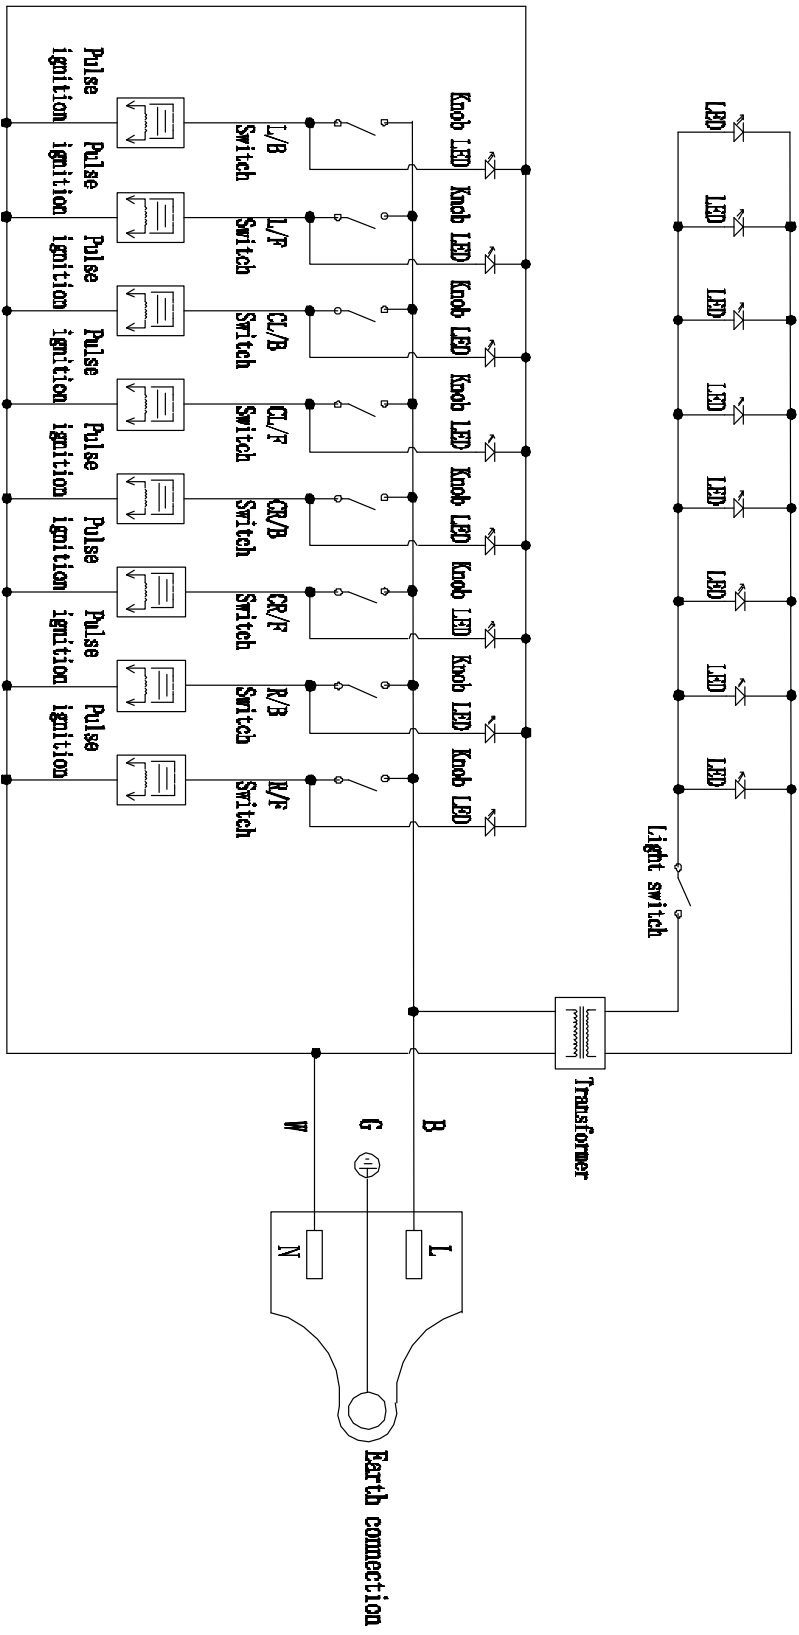 LED
LED
LED
LED
LED
LED
LED
LED
Light switch
Transformer
Knob LED
Knob LED
Knob LED
Knob LED
Knob LED
Knob LED
Knob LED
Knob LED
B
L
G
Earth connection
W
N
L/B
Switch
L/F
Switch
CL/B
Switch
CL/F
Switch
CR/B
Switch
CR/F
Switch
R/B
Switch
R/F
Switch
Pulse
ignition
Pulse
ignition
Pulse
ignition
Pulse
ignition
Pulse
ignition
Pulse
ignition
Pulse
ignition
Pulse
ignition